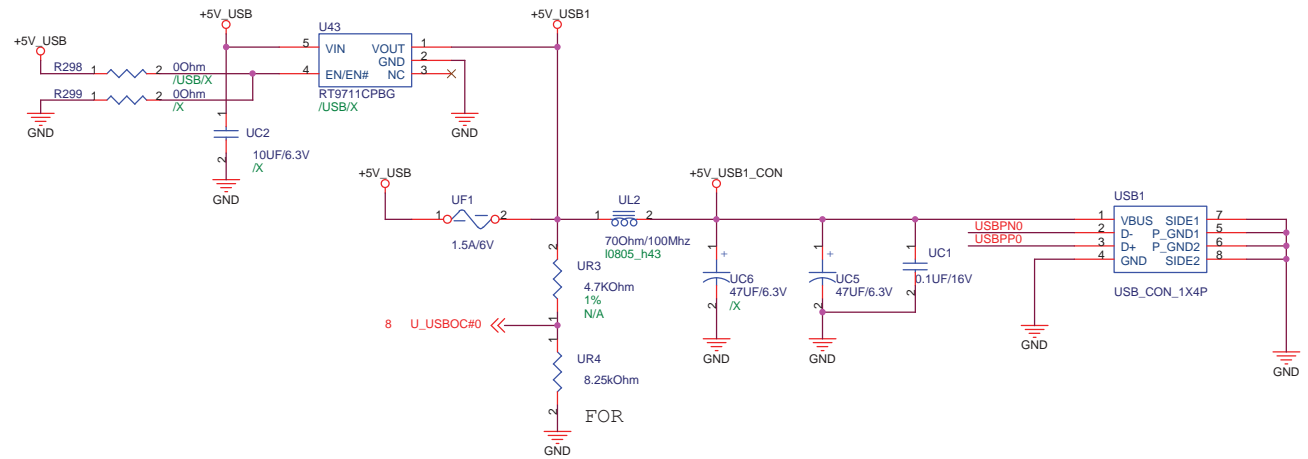 +5V_USB
+5V_USB1
U43
+5V_USB
5 VIN VOUT 1
GND 2
R298 1 2 0Ohm
/USB/X
4 EN/EN# NC 3
R299 1 2 0Ohm
/X
RT9711CPBG
/USB/X
GND
GND
1
UC2
10UF/6.3V
2 /X
GND
+5V_USB
+5V_USB1_CON
UF1
1 2
1.5A/6V
UL2
1 2
70Ohm/100Mhz
l0805_h43
USB1
1 VBUS SIDE1 7
USBPN0 2 D- P_GND1 5
USBPP0 3 D+ P_GND2 6
4 GND SIDE2 8
USB_CON_1X4P
1
UR3
4.7KOhm
1%
N/A
2
1 +
UC6
47UF/6.3V
/X
2
GND
1 +
UC5
47UF/6.3V
2
GND
1
UC1
0.1UF/16V
2
GND
GND
8 U_USBOC#0
1
UR4
8.25kOhm
2
FOR
GND